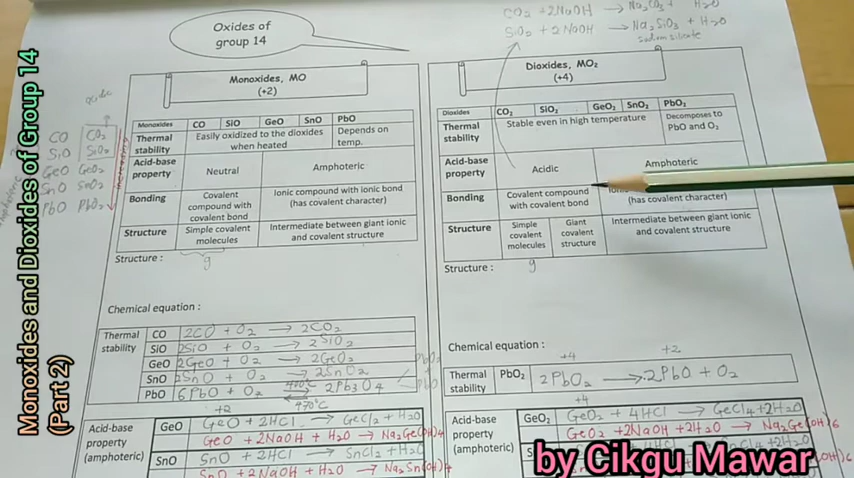 Monoxides and Dioxides of Group 14
(Part 2)
Oxides of
group 14
CO₂ + 2NaOH → Na₂CO₃ + H₂O
SiO₂ + 2NaOH → Na₂SiO₃ + H₂O
sodium silicate
Monoxides, MO
(+2)
Monoxides CO SiO GeO SnO PbO
Thermal stability Easily oxidized to the dioxides when heated Depends on temp.
Acid-base property Neutral Amphoteric
Bonding Covalent compound with covalent bond Ionic compound with ionic bond (has covalent character)
Structure Simple covalent molecules Intermediate between giant ionic and covalent structure
Structure :
g
CO CO₂
SiO SiO₂
GeO GeO₂
SnO SnO₂
PbO PbO₂
Chemical equation :
Thermal stability
CO 2CO + O₂ → 2CO₂
SiO 2SiO + O₂ → 2SiO₂
GeO 2GeO + O₂ → 2GeO₂
SnO 2SnO + O₂ → 2SnO₂
PbO 6PbO + O₂ 400°C 2Pb₃O₄
470°C
+2
Acid-base property (amphoteric)
GeO GeO + 2HCl → GeCl₂ + H₂O
GeO + 2NaOH + H₂O → Na₂Ge(OH)₄
SnO SnO + 2HCl → SnCl₂ + H₂O
SnO + 2NaOH + H₂O → Na₂Sn(OH)₄
Dioxides, MO₂
(+4)
Dioxides CO₂ SiO₂ GeO₂ SnO₂ PbO₂
Thermal stability Stable even in high temperature Decomposes to PbO and O₂
Acid-base property Acidic Amphoteric
Bonding Covalent compound with covalent bond (has covalent character)
Structure Simple covalent molecules Giant covalent structure Intermediate between giant ionic and covalent structure
Structure :
g
Chemical equation :
+4 +2
Thermal stability PbO₂ 2PbO₂ → 2PbO + O₂
+4
Acid-base property (amphoteric)
GeO₂ GeO₂ + 4HCl → GeCl₄ + 2H₂O
GeO₂ + 2NaOH + 2H₂O → Na₂Ge(OH)₆
by Cikgu Mawar